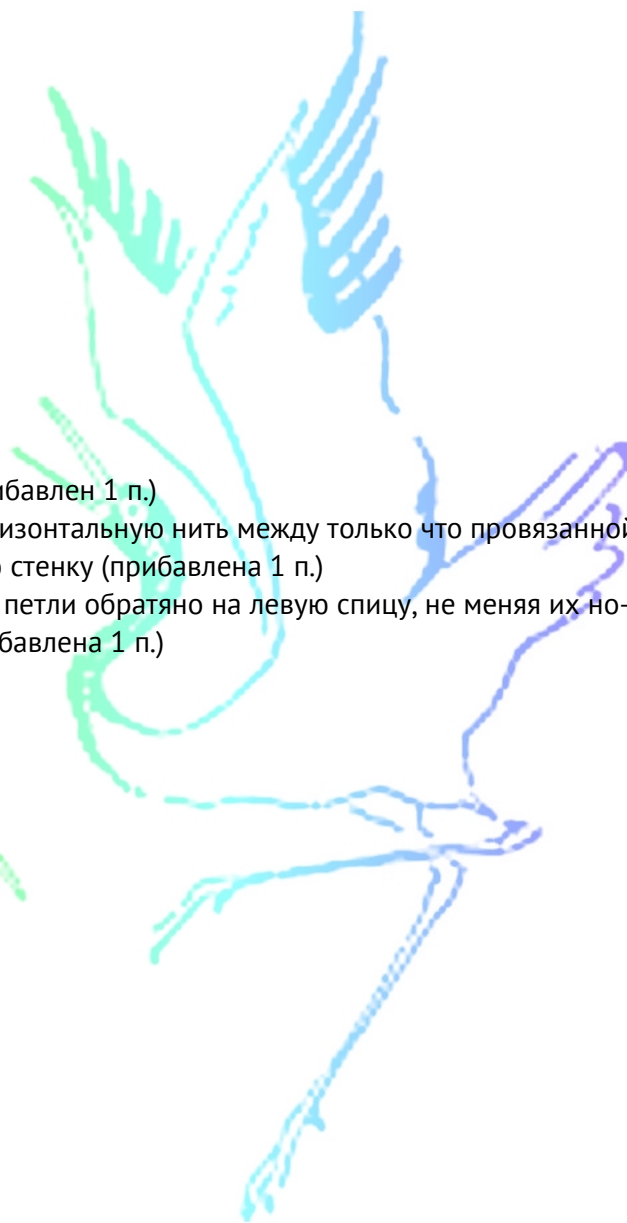 ибавлен 1 п.)
изонтальную нить между только что провязанной
ю стенку (прибавлена 1 п.)
петли обратяно на левую спицу, не меняя их но-
бавлена 1 п.)